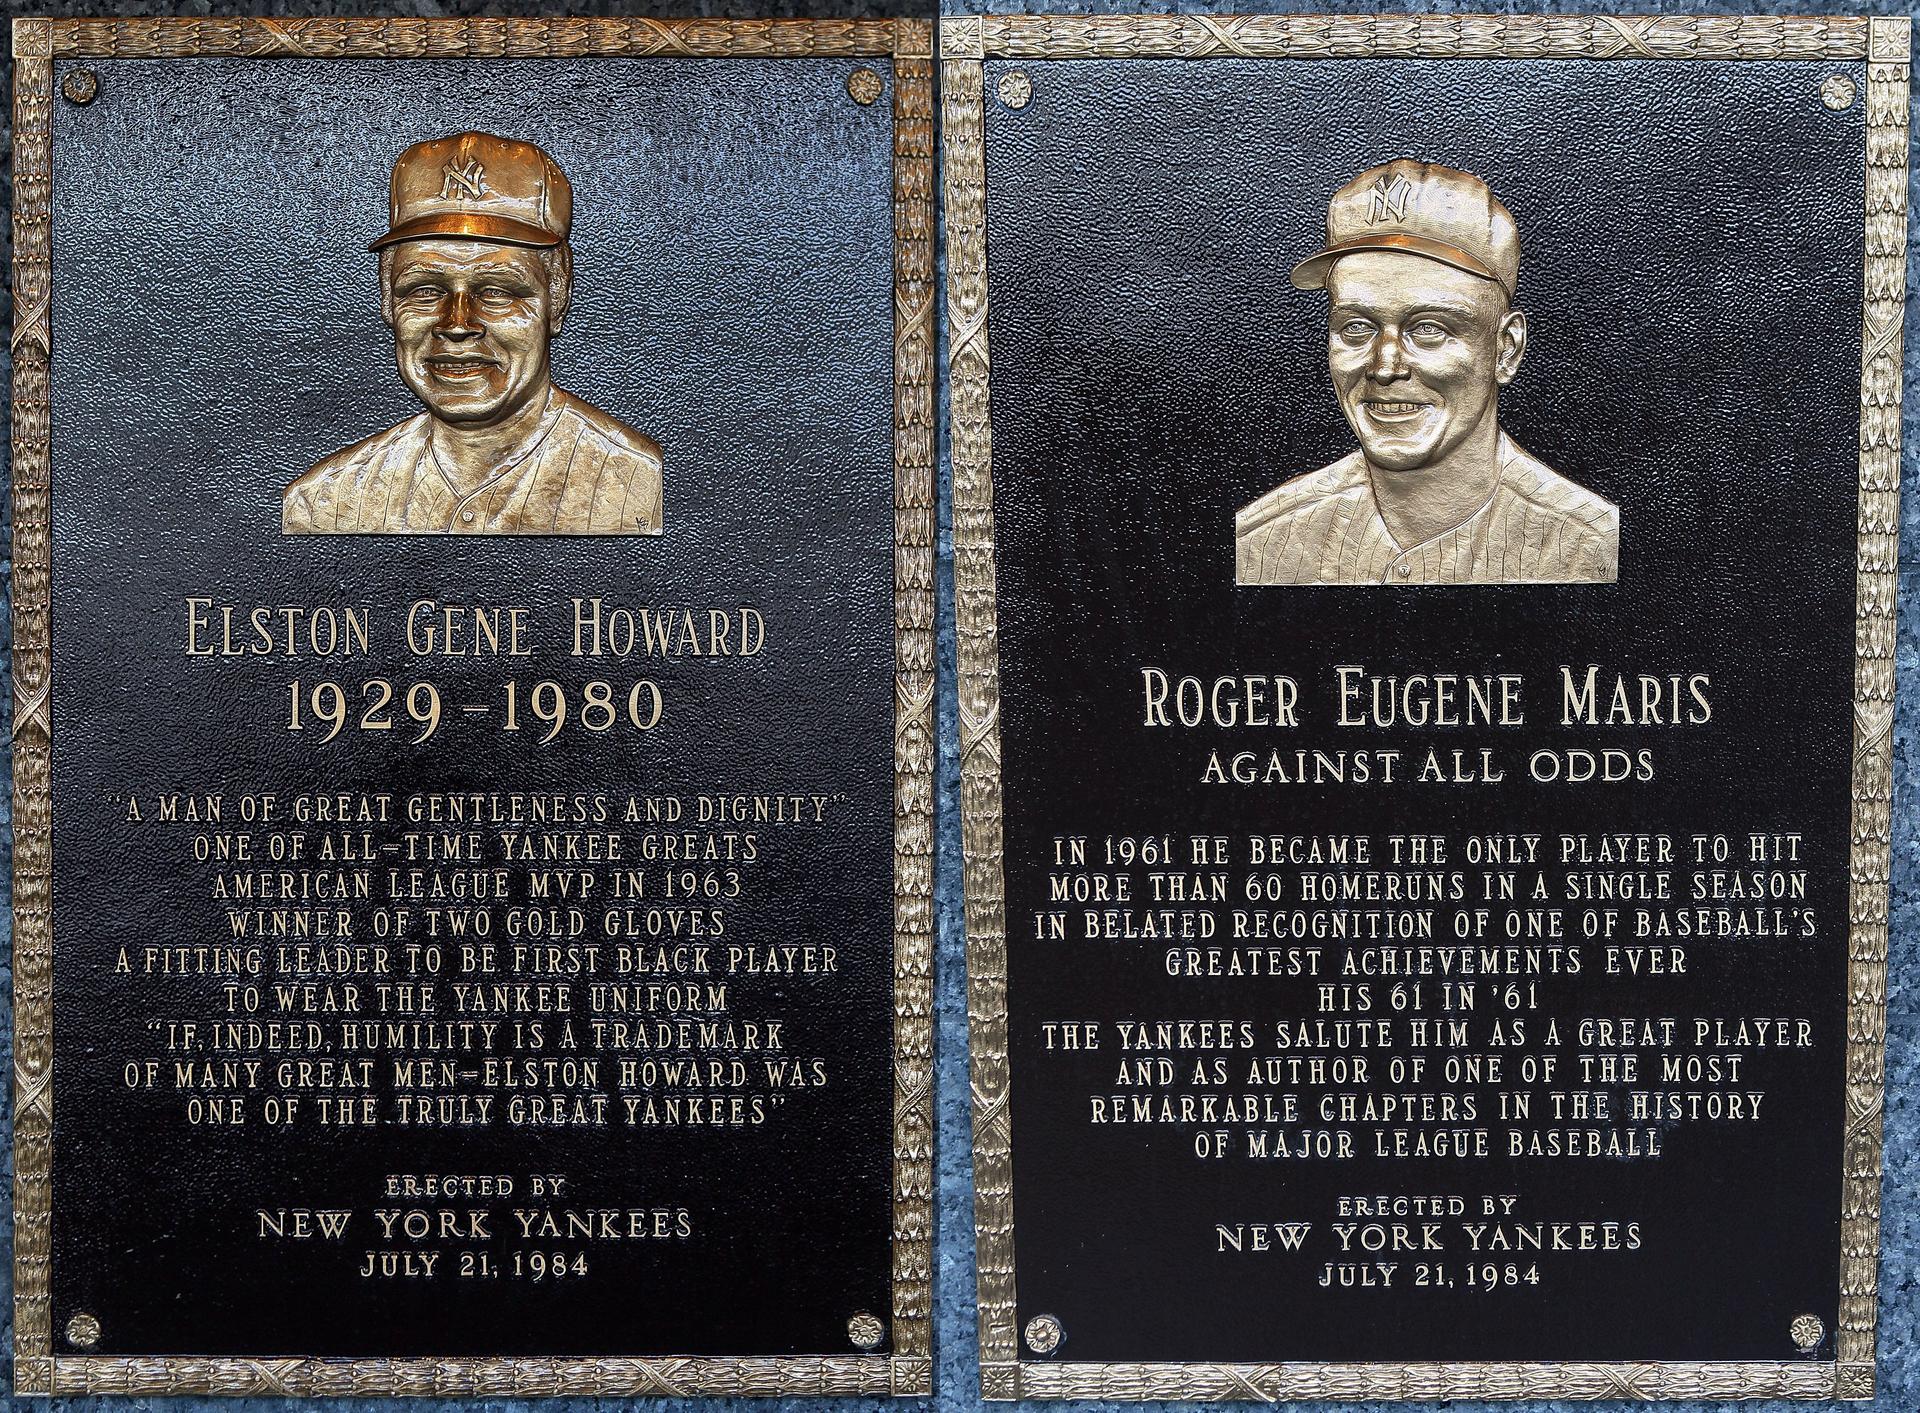 NY
ELSTON GENE HOWARD
1929-1980
"A MAN OF GREAT GENTLENESS AND DIGNITY"
ONE OF ALL-TIME YANKEE GREATS
AMERICAN LEAGUE MVP IN 1963
WINNER OF TWO GOLD GLOVES
A FITTING LEADER TO BE FIRST BLACK PLAYER
TO WEAR THE YANKEE UNIFORM
"IF, INDEED, HUMILITY IS A TRADEMARK
OF MANY GREAT MEN-ELSTON HOWARD WAS
ONE OF THE TRULY GREAT YANKEES"
ERECTED BY
NEW YORK YANKEES
JULY 21, 1984
NY
ROGER EUGENE MARIS
AGAINST ALL ODDS
IN 1961 HE BECAME THE ONLY PLAYER TO HIT
MORE THAN 60 HOMERUNS IN A SINGLE SEASON
IN BELATED RECOGNITION OF ONE OF BASEBALL'S
GREATEST ACHIEVEMENTS EVER
HIS 61 IN '61
THE YANKEES SALUTE HIM AS A GREAT PLAYER
AND AS AUTHOR OF ONE OF THE MOST
REMARKABLE CHAPTERS IN THE HISTORY
OF MAJOR LEAGUE BASEBALL
ERECTED BY
NEW YORK YANKEES
JULY 21, 1984